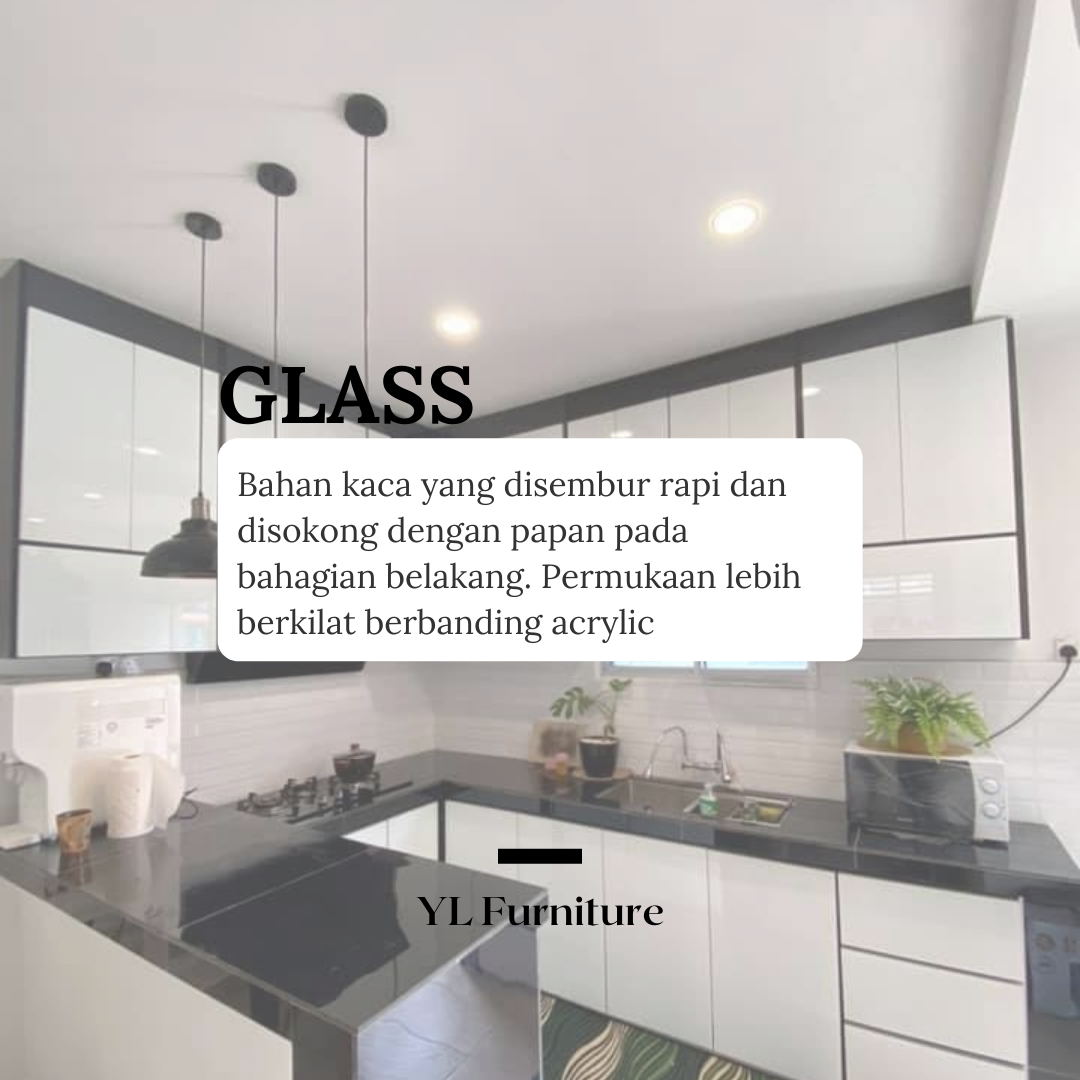 GLASS
Bahan kaca yang disembur rapi dan
disokong dengan papan pada
bahagian belakang. Permukaan lebih
berkilat berbanding acrylic
YL Furniture